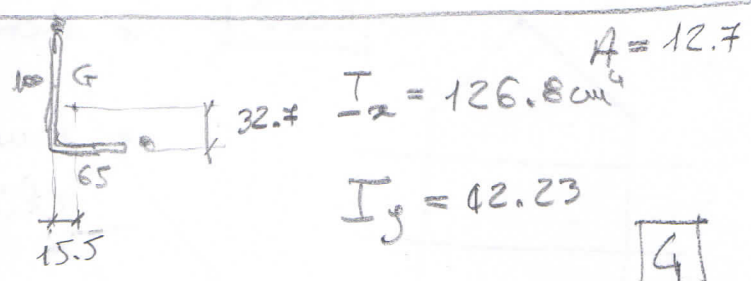 A = 12.7
100 G
Ix = 126.8 cm⁴
32.7
65
Iy = 42.23
15.5
4